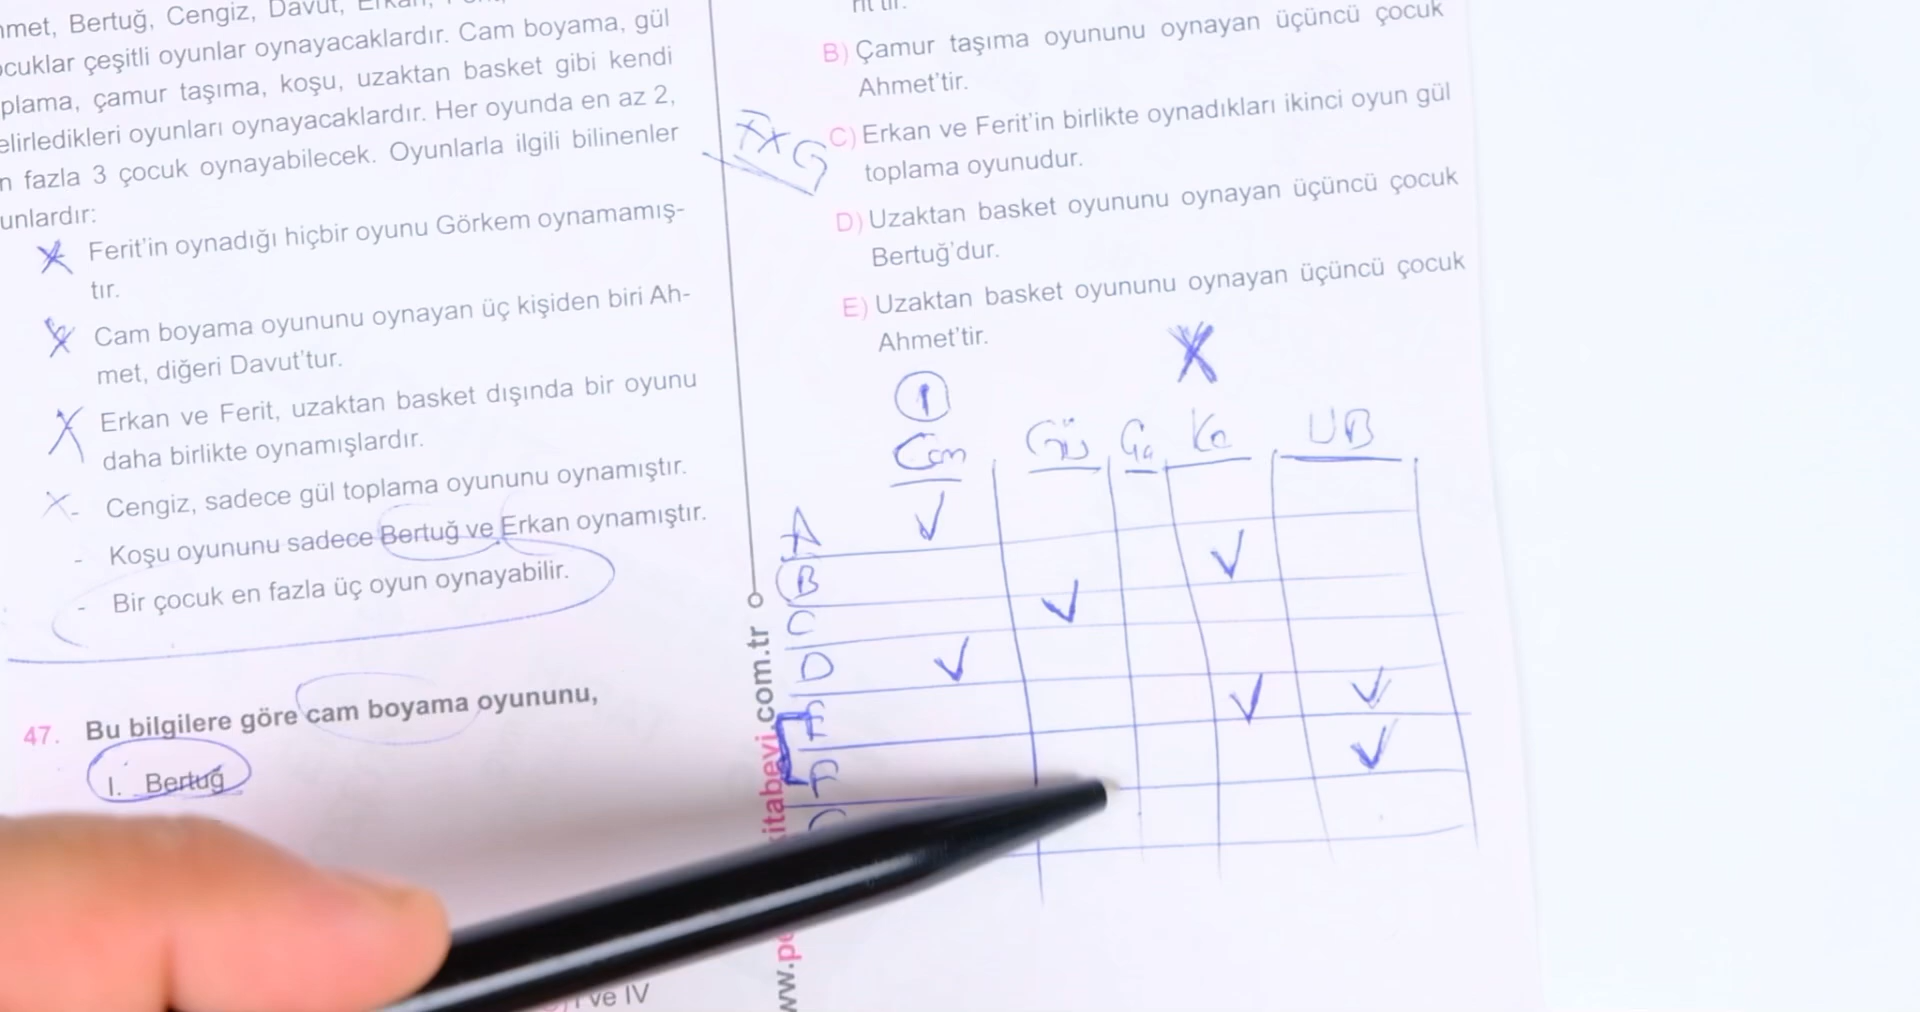 Bertuğ, Cengiz, Davut,
çeşitli oyunlar oynayacaklardır. Cam boyama, gül
çamur taşıma, koşu, uzaktan basket gibi kendi
oyunları oynayacaklardır. Her oyunda en az 2,
fazla 3 çocuk oynayabilecek. Oyunlarla ilgili bilinenler
Ferit'in oynadığı hiçbir oyunu Görkem oynamamış-
tır.
Cam boyama oyununu oynayan üç kişiden biri Ah-
met, diğeri Davut'tur.
Erkan ve Ferit, uzaktan basket dışında bir oyunu
daha birlikte oynamışlardır.
- Cengiz, sadece gül toplama oyununu oynamıştır.
- Koşu oyununu sadece Bertuğ ve Erkan oynamıştır.
- Bir çocuk en fazla üç oyun oynayabilir.
47. Bu bilgilere göre cam boyama oyununu,
I. Bertuğ
ve IV
B) Çamur taşıma oyununu oynayan üçüncü çocuk
Ahmet'tir.
C) Erkan ve Ferit'in birlikte oynadıkları ikinci oyun gül
toplama oyunudur.
D) Uzaktan basket oyununu oynayan üçüncü çocuk
Bertuğ'dur.
E) Uzaktan basket oyununu oynayan üçüncü çocuk
Ahmet'tir.
FxG
1
Cam Gü Ko UB
A
B
C
D
E
F
.com.tr